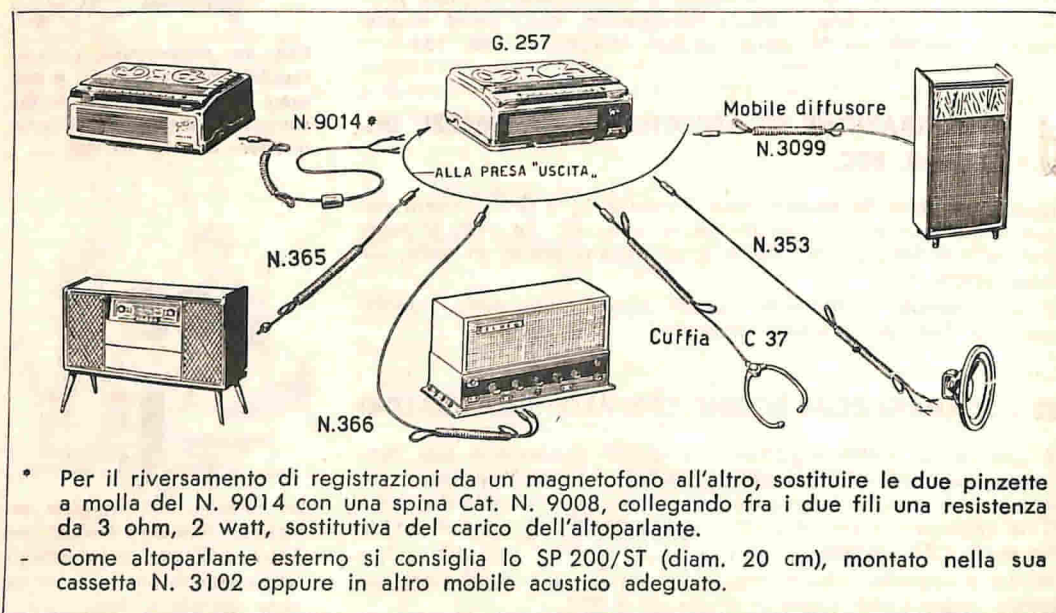 G. 257
N.9014 *
Mobile diffusore
N.3099
ALLA PRESA "USCITA„
N.365
N.353
Cuffia C 37
N.366
* Per il riversamento di registrazioni da un magnetofono all'altro, sostituire le due pinzette
a molla del N. 9014 con una spina Cat. N. 9008, collegando fra i due fili una resistenza
da 3 ohm, 2 watt, sostitutiva del carico dell'altoparlante.
- Come altoparlante esterno si consiglia lo SP 200/ST (diam. 20 cm), montato nella sua
cassetta N. 3102 oppure in altro mobile acustico adeguato.